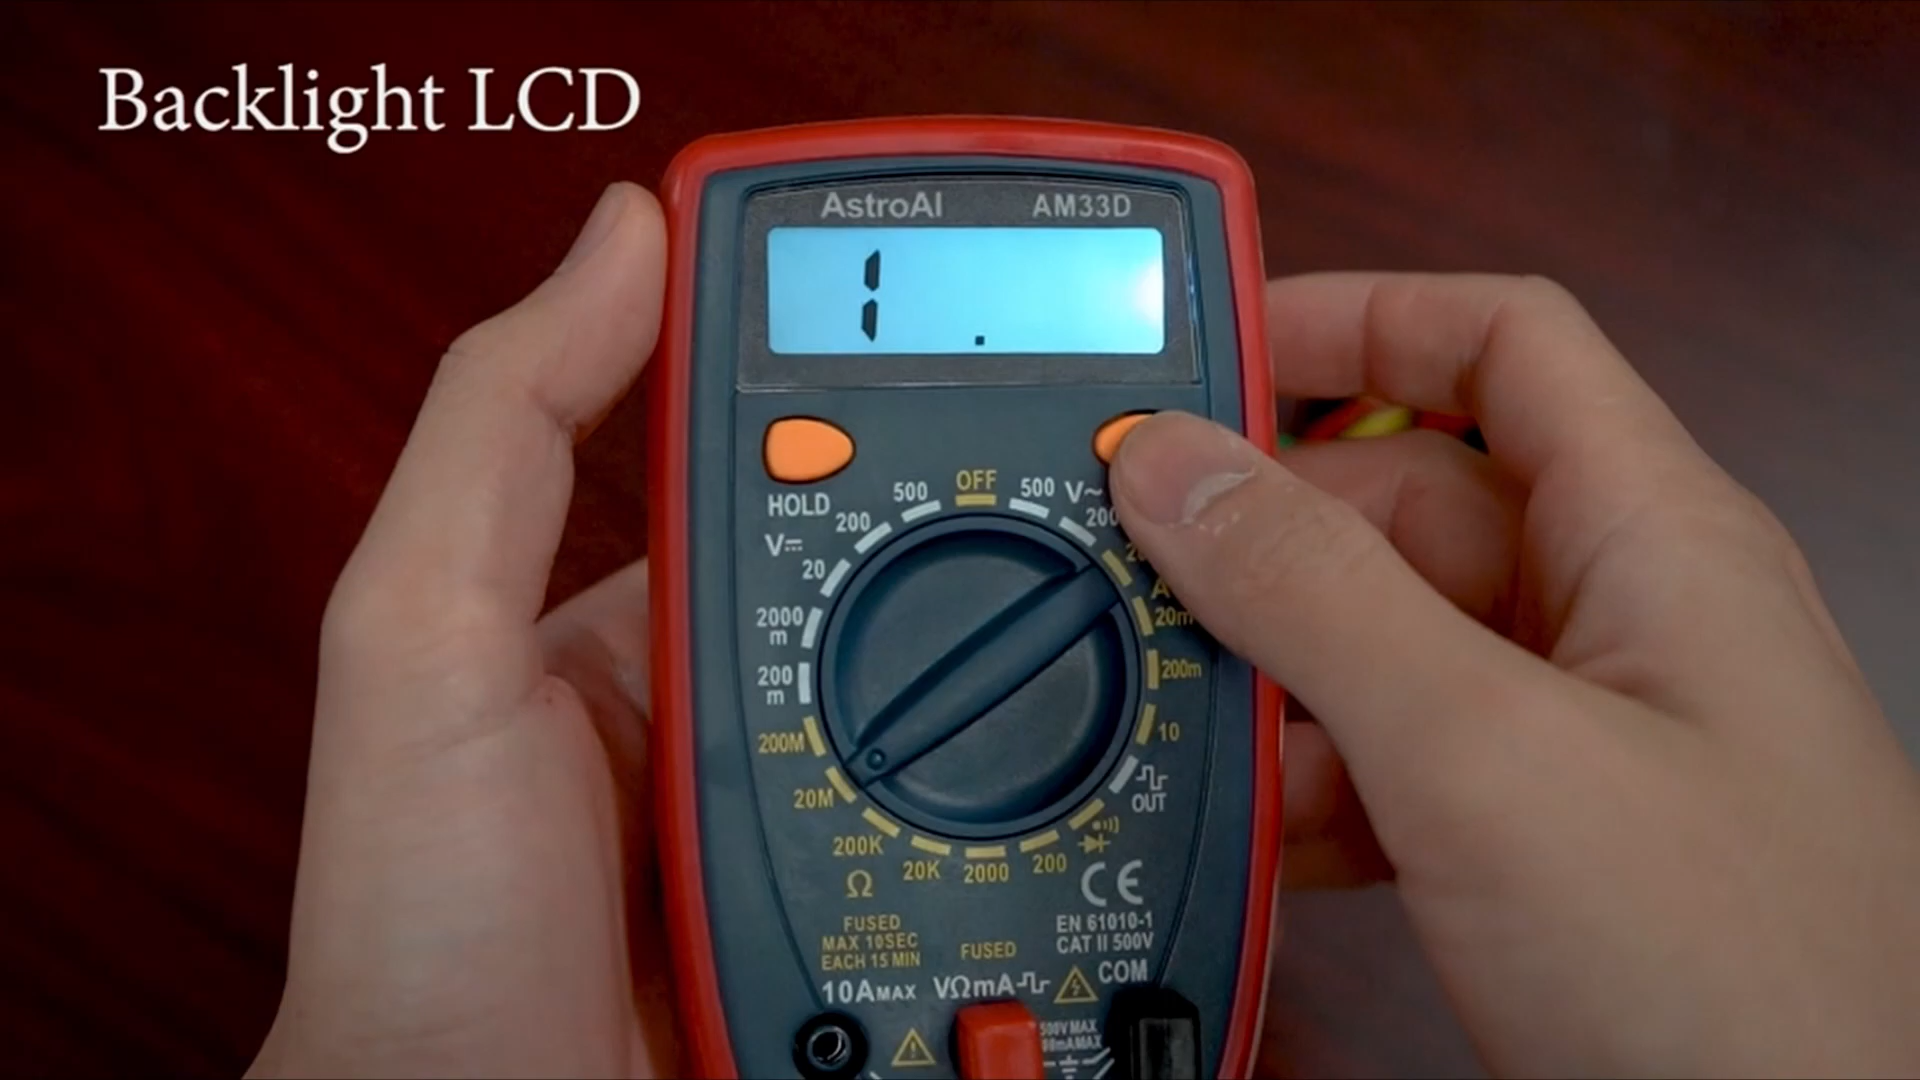 Backlight LCD
AstroAI AM33D
1 .
HOLD
OFF
500
200
V⎓
20
2000
m
200
m
200M
20M
200K
Ω
20K
2000
200
500
V~
20m
200m
10
OUT
CE
EN 61010-1
CAT II 500V
FUSED
MAX 10SEC
EACH 15 MIN
FUSED
10AMAX
VΩmA
COM
500V MAX